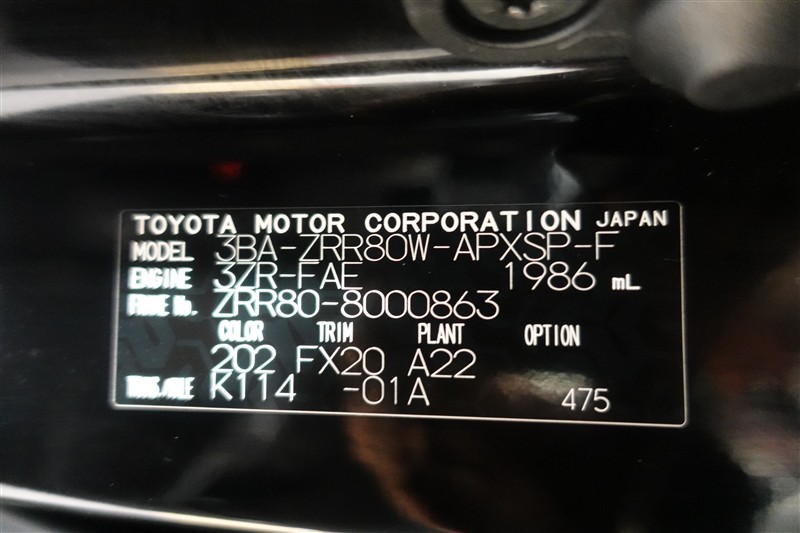 TOYOTA MOTOR CORPORATION JAPAN
MODEL 3BA-ZRR80W-APXSP-F
ENGINE 3ZR-FAE 1986 mL
FRAME No. ZRR80-8000863
COLOR TRIM PLANT OPTION
202 FX20 A22
TRANS./AXLE K114 -01A 475